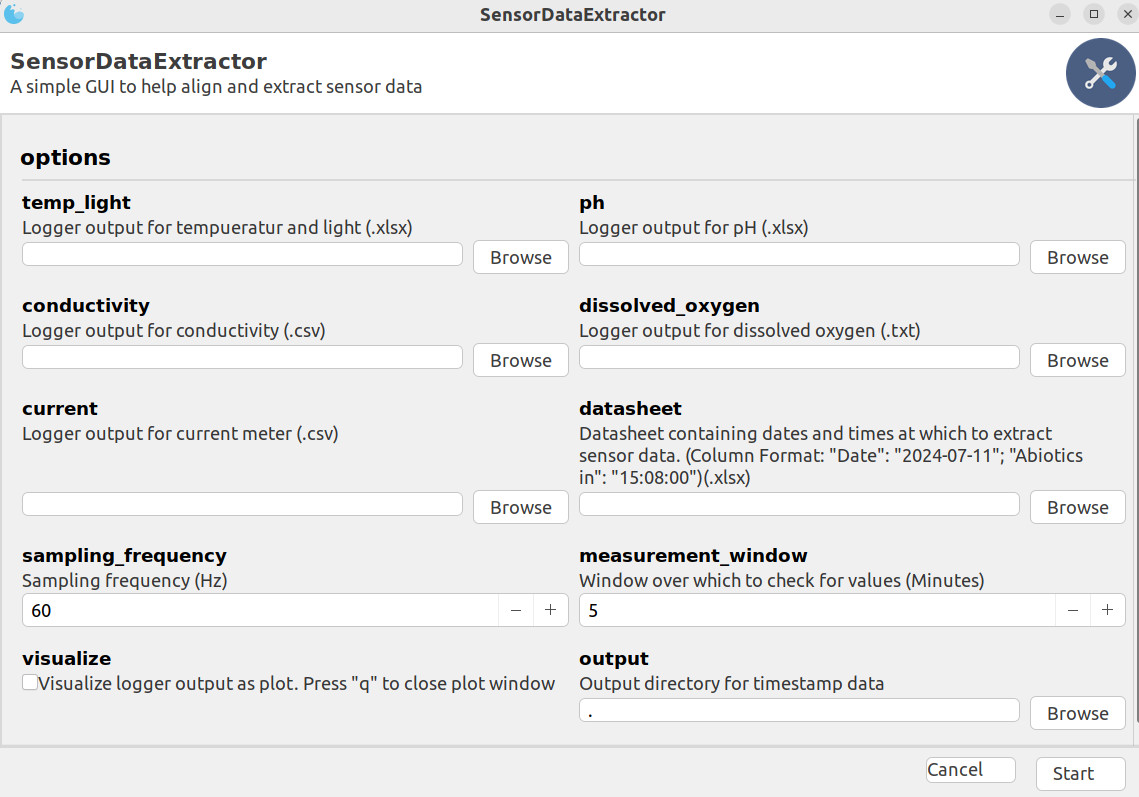 SensorDataExtractor
SensorDataExtractor
A simple GUI to help align and extract sensor data
options
temp_light
Logger output for tempueratur and light (.xlsx)
Browse
ph
Logger output for pH (.xlsx)
Browse
conductivity
Logger output for conductivity (.csv)
Browse
dissolved_oxygen
Logger output for dissolved oxygen (.txt)
Browse
current
Logger output for current meter (.csv)
Browse
datasheet
Datasheet containing dates and times at which to extract
sensor data. (Column Format: "Date": "2024-07-11"; "Abiotics
in": "15:08:00")(.xlsx)
Browse
sampling_frequency
Sampling frequency (Hz)
60
measurement_window
Window over which to check for values (Minutes)
5
visualize
Visualize logger output as plot. Press "q" to close plot window
output
Output directory for timestamp data
.
Browse
Cancel
Start